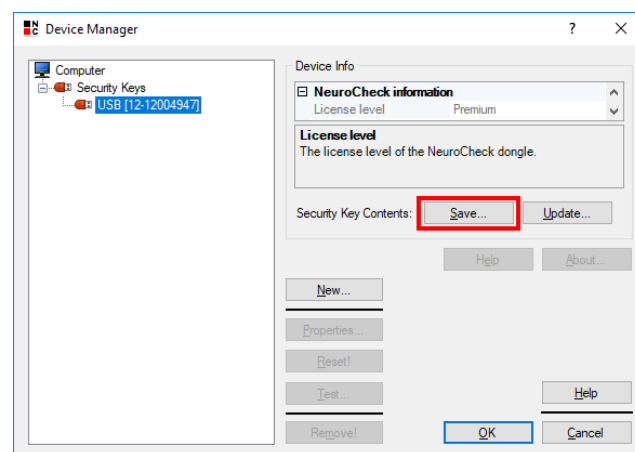 NC Device Manager
?
Computer
Security Keys
USB [12-12004947]
Device Info
NeuroCheck information
License level Premium
License level
The license level of the NeuroCheck dongle.
Security Key Contents: Save... Update...
Help About...
New...
Properties...
Reset!
Test... Help
Remove! OK Cancel